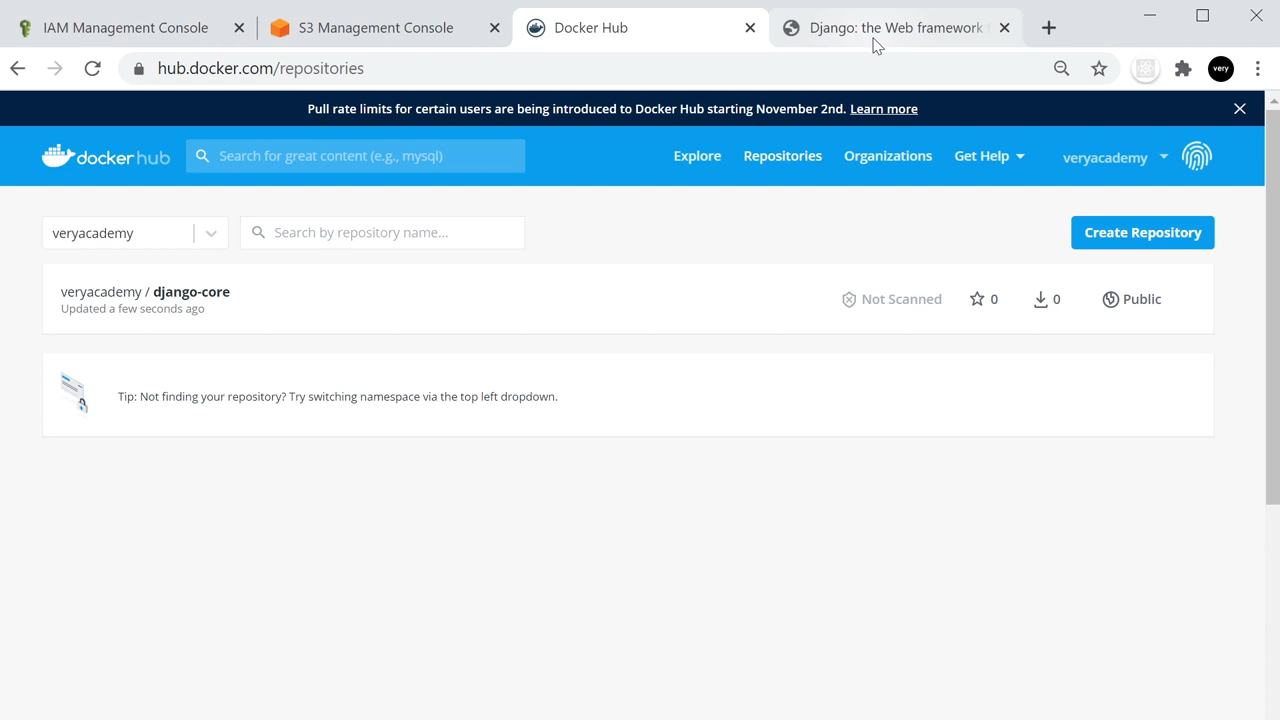 IAM Management Console
S3 Management Console
Docker Hub
Django: the Web framework
hub.docker.com/repositories
very
Pull rate limits for certain users are being introduced to Docker Hub starting November 2nd. Learn more
docker hub
Search for great content (e.g., mysql)
Explore
Repositories
Organizations
Get Help
veryacademy
veryacademy
Search by repository name...
Create Repository
veryacademy / django-core
Updated a few seconds ago
Not Scanned
0
0
Public
Tip: Not finding your repository? Try switching namespace via the top left dropdown.